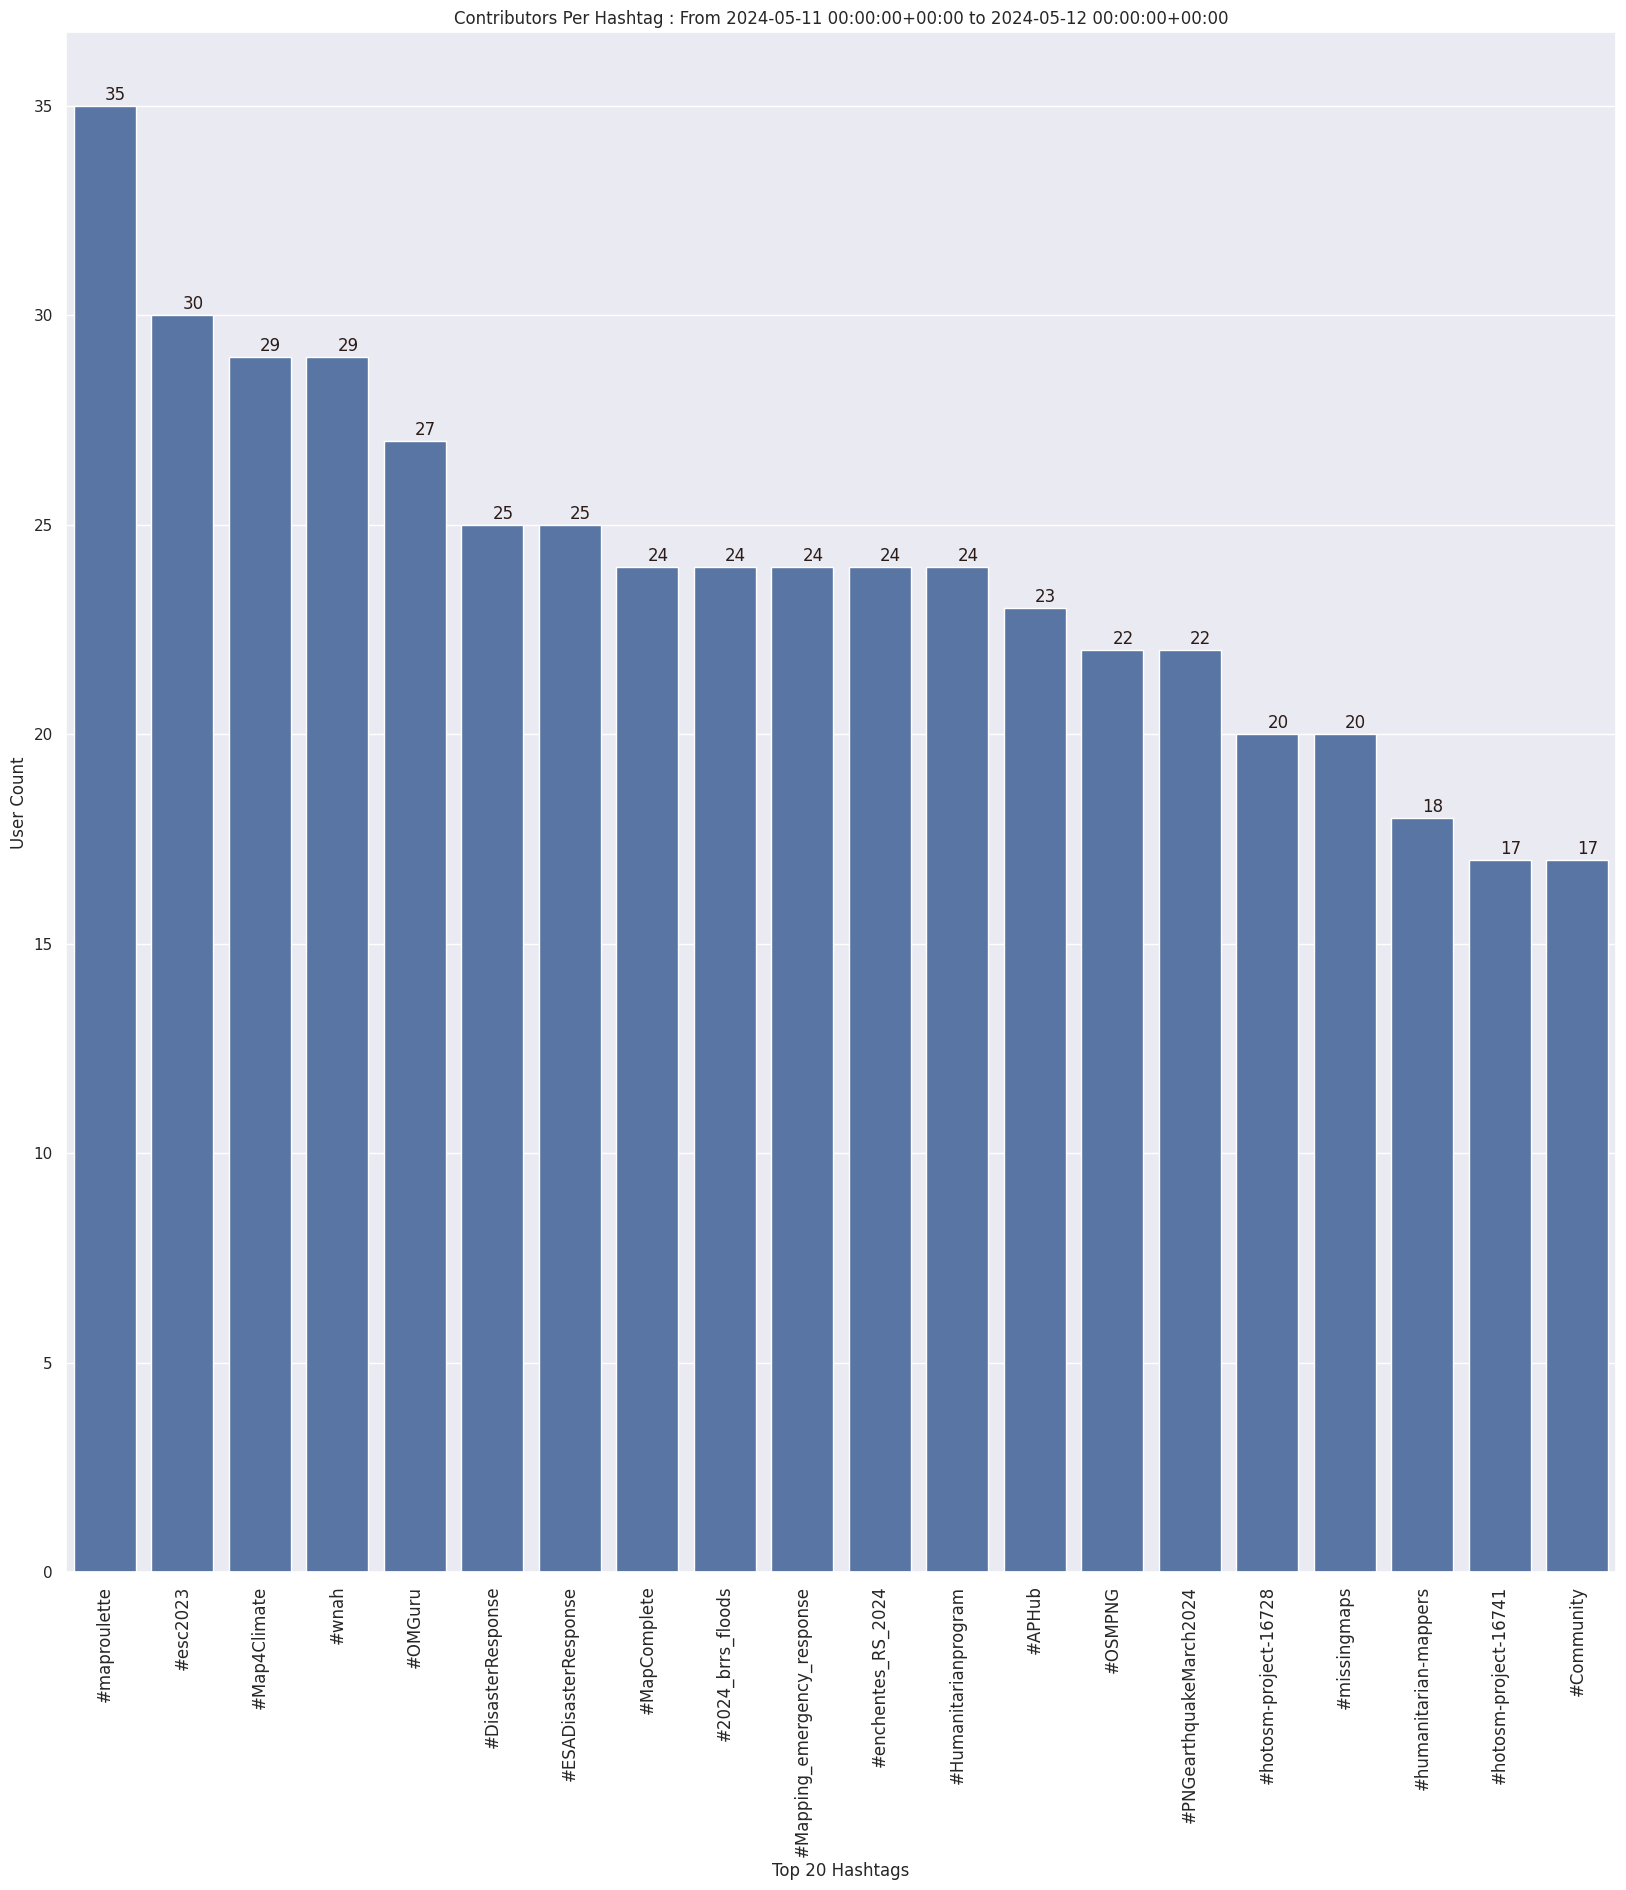 Contributors Per Hashtag : From 2024-05-11 00:00:00+00:00 to 2024-05-12 00:00:00+00:00
User Count
35
30
25
20
15
10
5
0
35
30
29
29
27
25
25
24
24
24
24
24
23
22
22
20
20
18
17
17
#maproulette
#esc2023
#Map4Climate
#wnah
#OMGuru
#DisasterResponse
#ESADisasterResponse
#MapComplete
#2024_brrs_floods
#Mapping_emergency_response
#enchentes_RS_2024
#Humanitarianprogram
#APHub
#OSMPNG
#PNGearthquakeMarch2024
#hotosm-project-16728
#missingmaps
#humanitarian-mappers
#hotosm-project-16741
#Community
Top 20 Hashtags